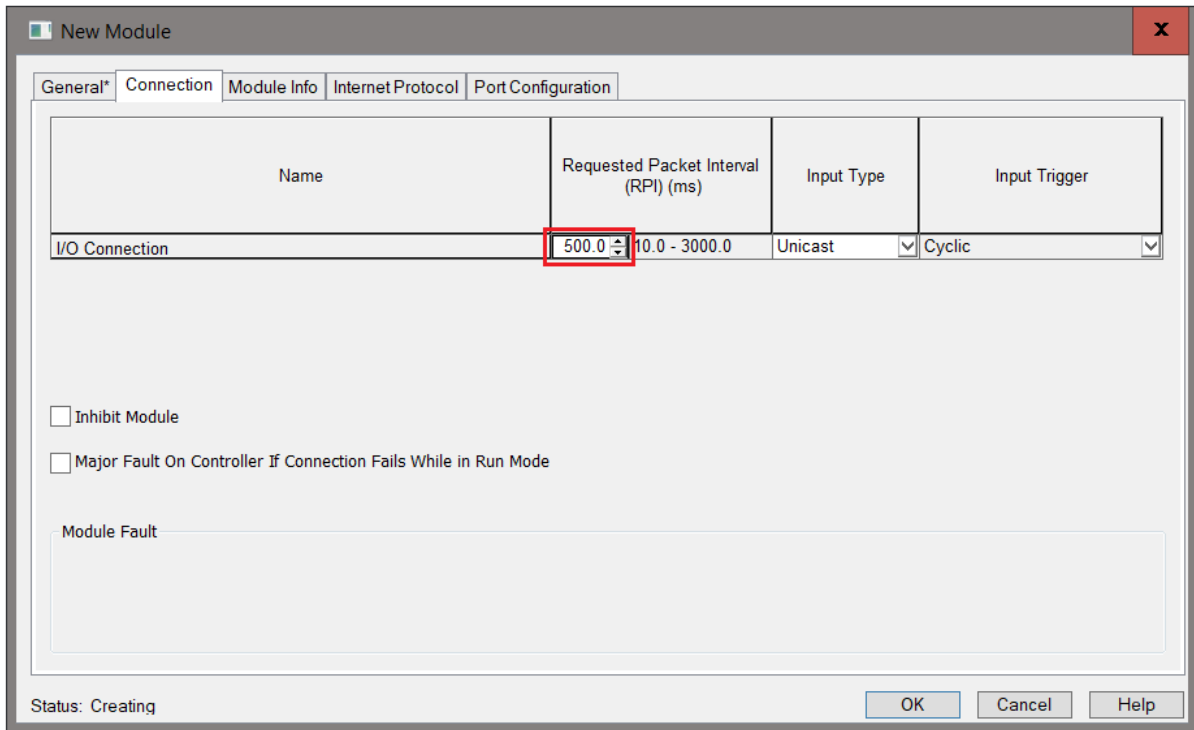 New Module
x
General* Connection Module Info Internet Protocol Port Configuration
Name
Requested Packet Interval
(RPI) (ms)
Input Type
Input Trigger
I/O Connection 500.0 10.0 - 3000.0 Unicast Cyclic
Inhibit Module
Major Fault On Controller If Connection Fails While in Run Mode
Module Fault
Status: Creating OK Cancel Help